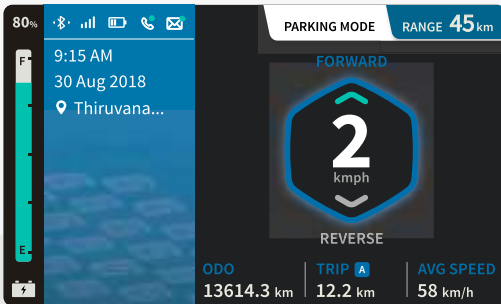 80%
PARKING MODE
RANGE 45 km
F
9:15 AM
30 Aug 2018
Thiruvana...
FORWARD
2
kmph
REVERSE
E
ODO
13614.3 km
TRIP A
12.2 km
AVG SPEED
58 km/h